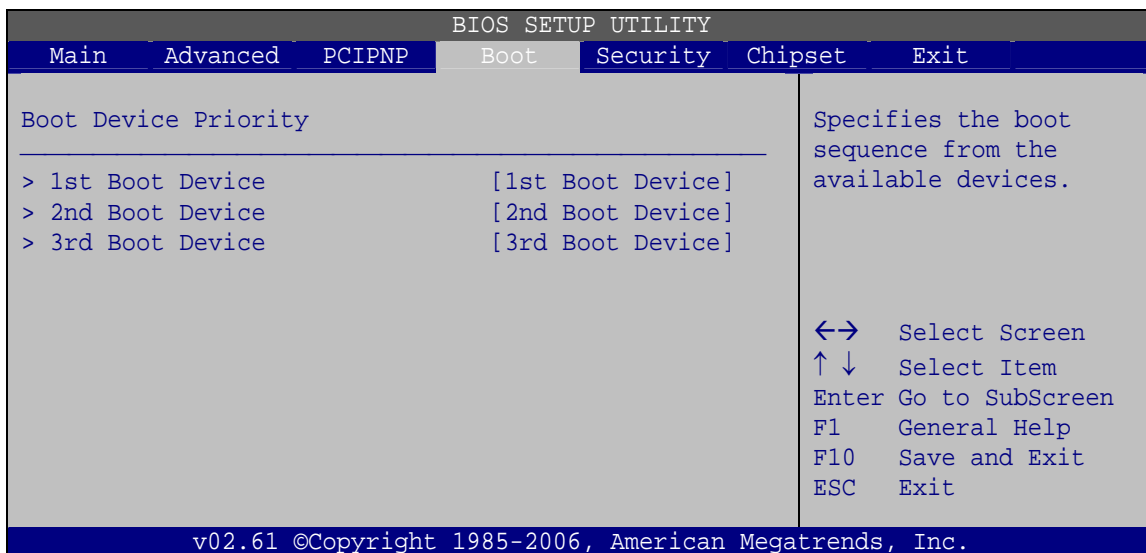 BIOS SETUP UTILITY
Main Advanced PCIPNP Boot Security Chipset Exit
Boot Device Priority
> 1st Boot Device [1st Boot Device]
> 2nd Boot Device [2nd Boot Device]
> 3rd Boot Device [3rd Boot Device]
Specifies the boot
sequence from the
available devices.
←→ Select Screen
↑ ↓ Select Item
Enter Go to SubScreen
F1 General Help
F10 Save and Exit
ESC Exit
v02.61 ©Copyright 1985-2006, American Megatrends, Inc.